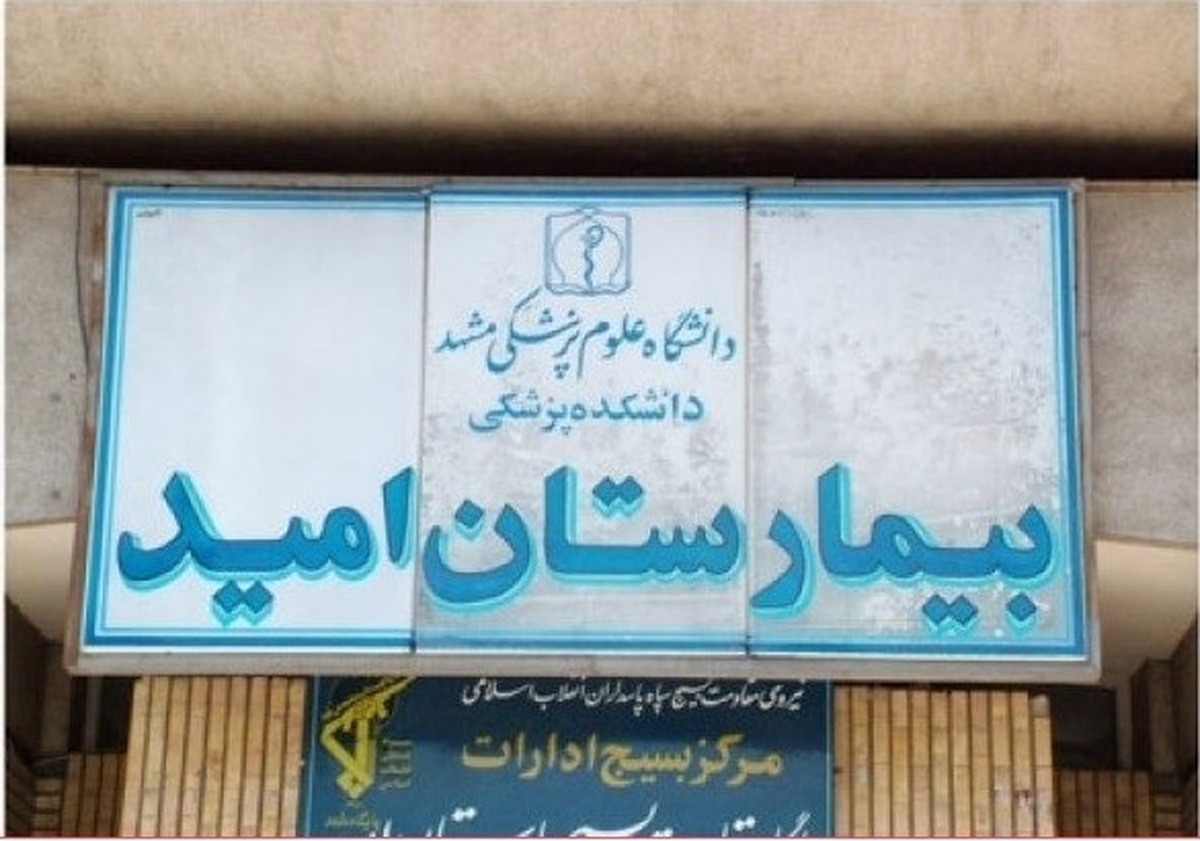 دانشگاه علوم پزشکی مشهد
دانشکده پزشکی
بیمارستان امید
نیروی مقاومت بسیج سپاه پاسداران انقلاب اسلامی
مرکز بسیج ادارات